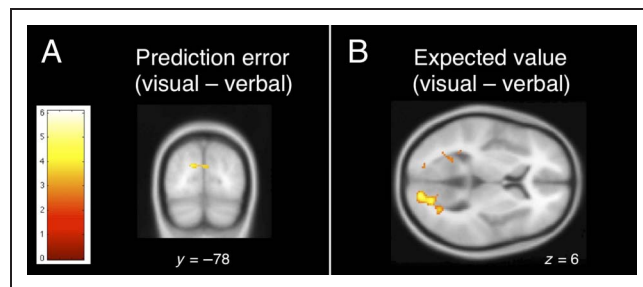 A
Prediction error
(visual – verbal)
6
5
4
3
2
1
0
y = –78
B
Expected value
(visual – verbal)
z = 6